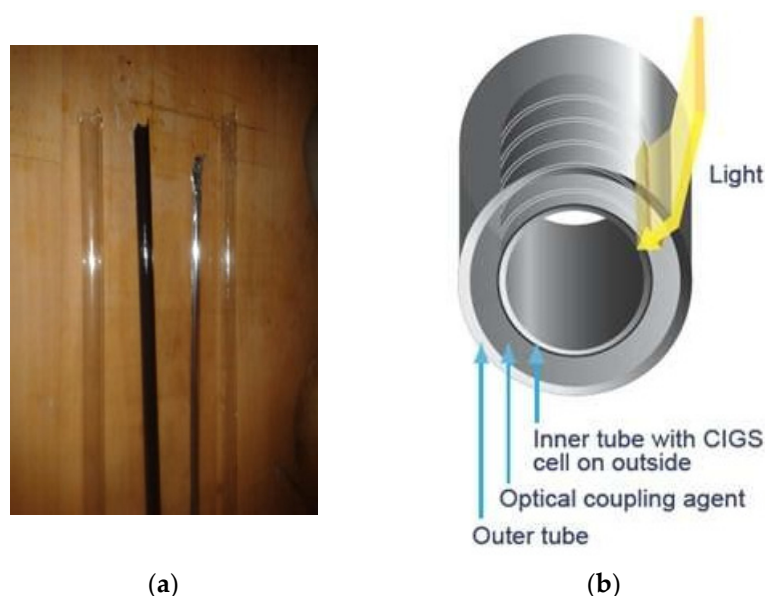 Light
Inner tube with CIGS
cell on outside
Optical coupling agent
Outer tube
(a)
(b)